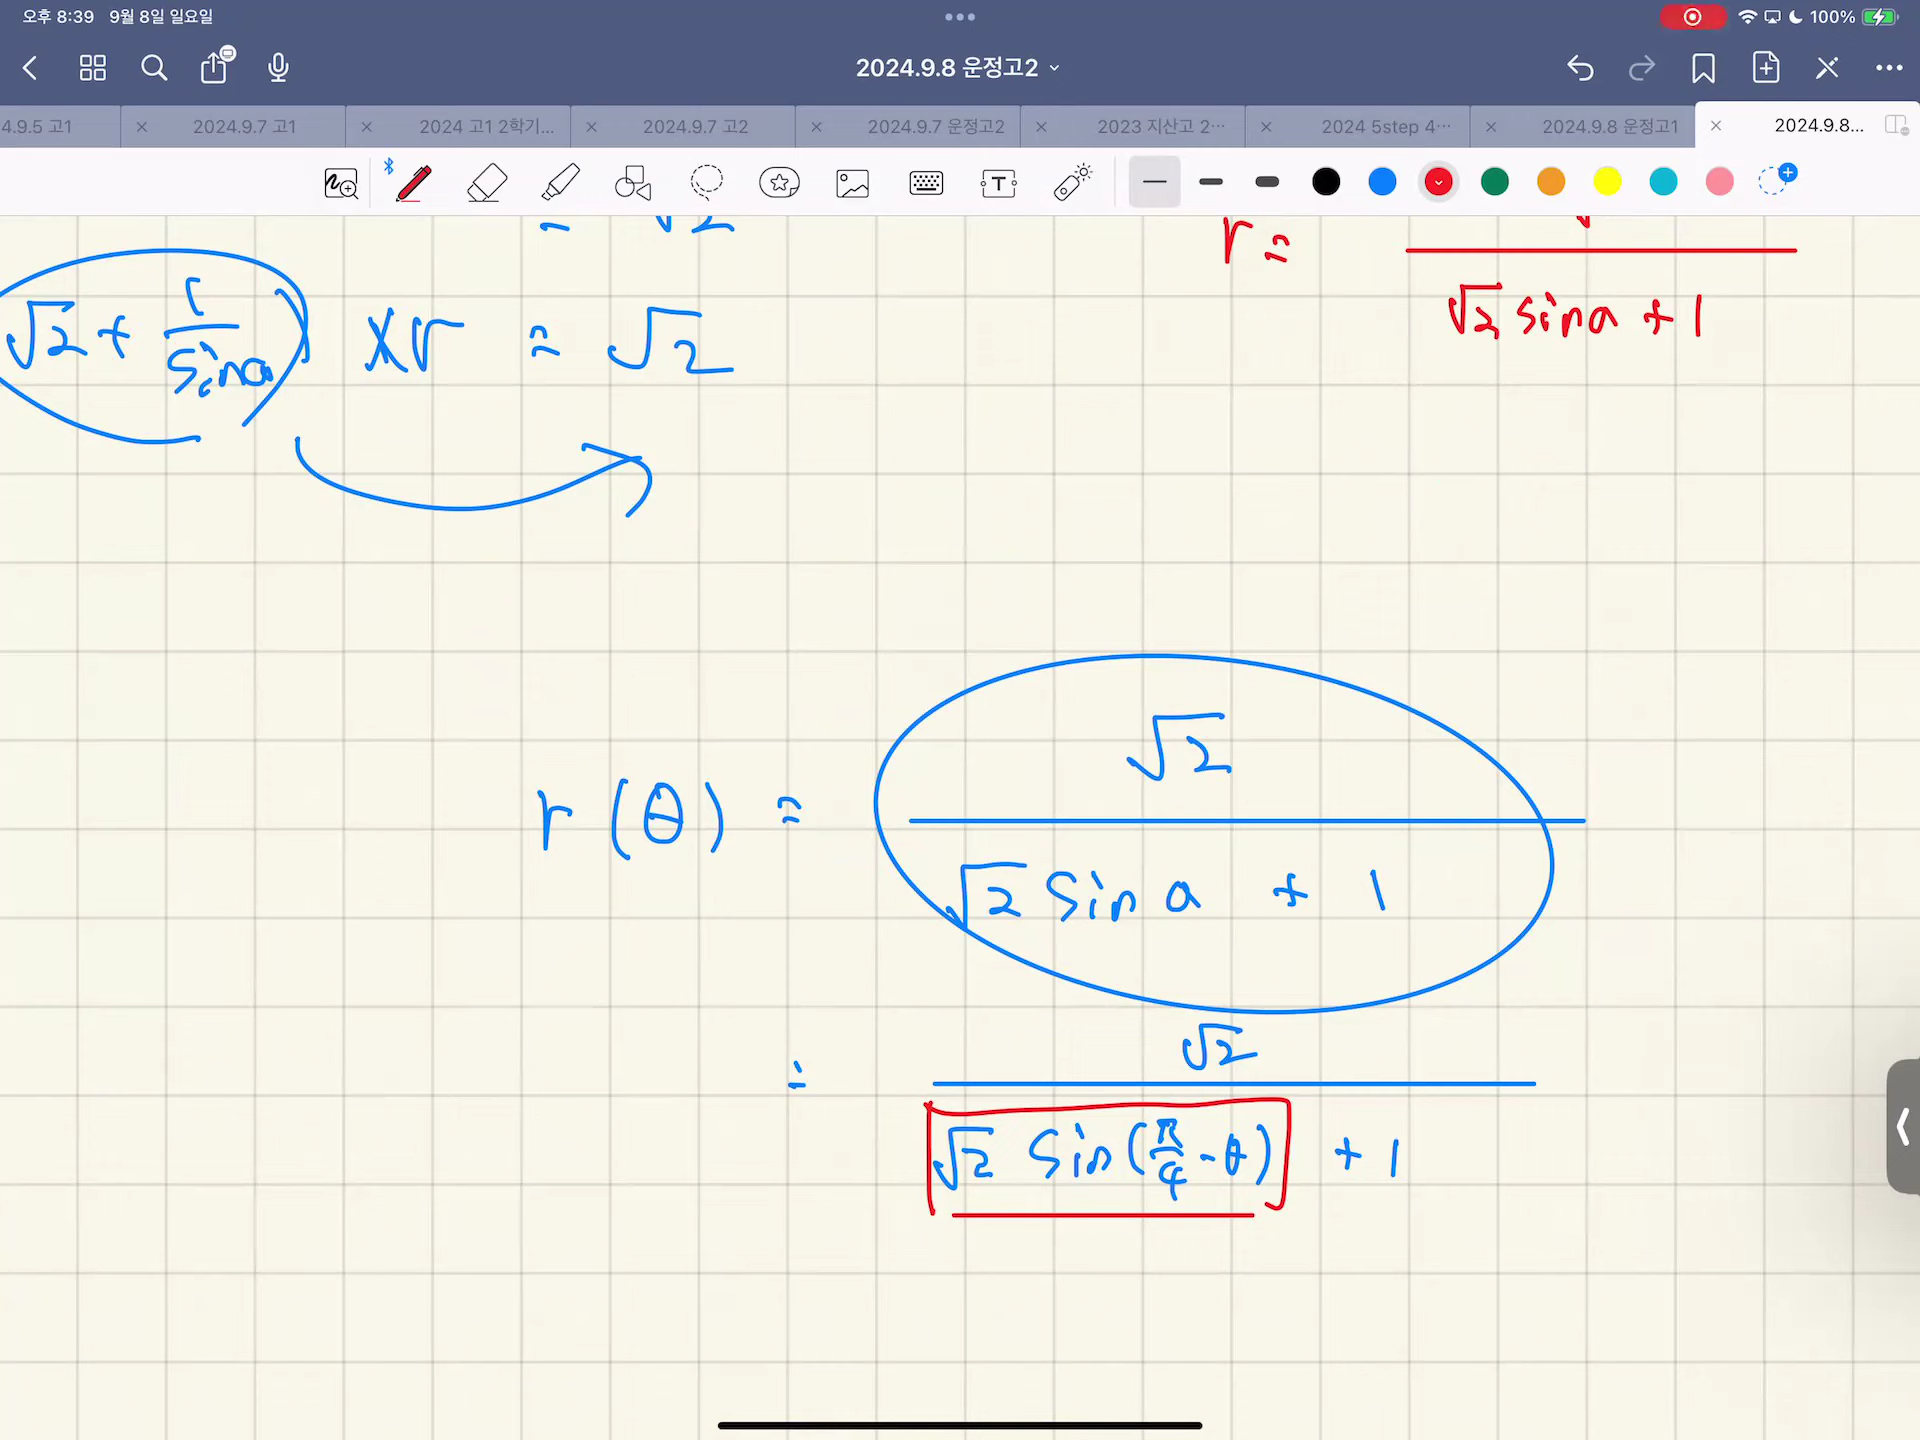 오후 8:39 9월 8일 일요일
100%
2024.9.8 운정고2
4.9.5 고1
2024.9.7 고1
2024 고1 2학기...
2024.9.7 고2
2024.9.7 운정고2
2023 지산고 2...
2024 5step 4...
2024.9.8 운정고1
2024.9.8...
= √2
r =
√2 sina + 1
√2 + 1/sina) ×r = √2
r(θ) = √2 / (√2 sin a + 1)
= √2 / (√2 sin(π/4 - θ) + 1)